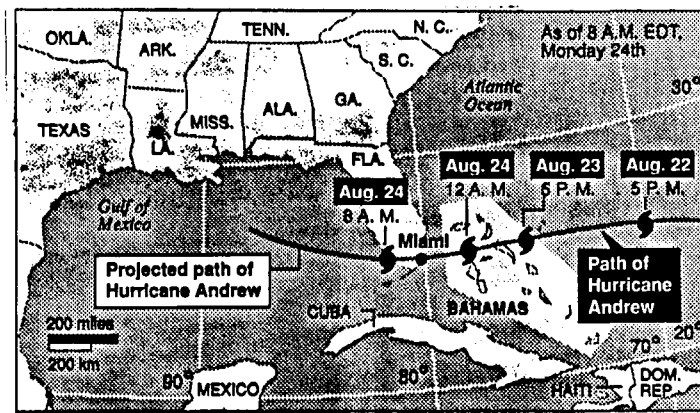 OKLA.
ARK.
TENN.
N. C.
S. C.
As of 8 A.M. EDT,
Monday 24th
TEXAS
LA.
MISS.
ALA.
GA.
Atlantic
Ocean
30°
FLA.
Aug. 24
8 A. M.
Aug. 24
12 A. M.
Aug. 23
5 P. M.
Aug. 22
5 P. M.
Gulf of
Mexico
Miami
Projected path of
Hurricane Andrew
Path of
Hurricane
Andrew
200 miles
200 km
CUBA
BAHAMAS
90°
80°
70°
20°
MEXICO
HAITI
DOM.
REP.